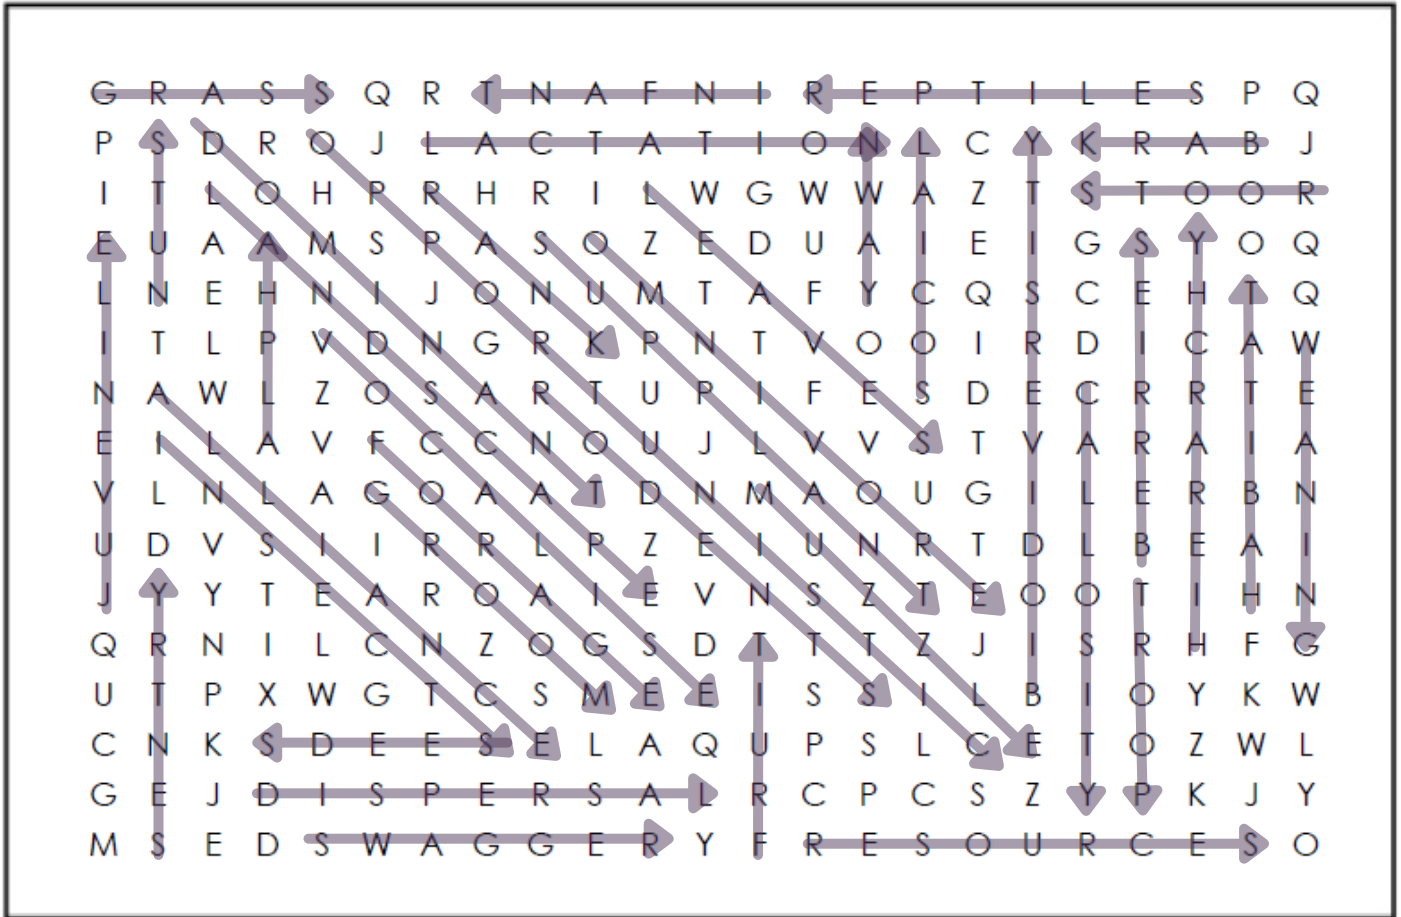 G R A S S Q R T N A F N I R E P T I L E S P Q
P S D R O J L A C T A T I O N L C Y K R A B J
I T L O H P R H R I L W G W W A Z T S T O O R
E U A A M S P A S O Z E D U A I E I G S Y O Q
L N E H N I J O N U M T A F Y C Q S C E H T Q
I T L P V D N G R K P N T V O O I R D I C A W
N A W L Z O S A R T U P I F E S D E C R R T E
E I L A V F C C N O U J L V V S T V A R A I A
V L N L A G O A A T D N M A O U G I L E R B N
U D V S I I R R L P Z E I U N R T D L B E A I
J Y Y T E A R O A I E V N S Z T E O O T I H N
Q R N I L C N Z O G S D T T T Z J I S R H F G
U T P X W G T C S M E E I S S I L B I O Y K W
C N K S D E E S E L A Q U P S L C E T O Z W L
G E J D I S P E R S A L R C P C S Z Y P K J Y
M S E D S W A G G E R Y F R E S O U R C E S O